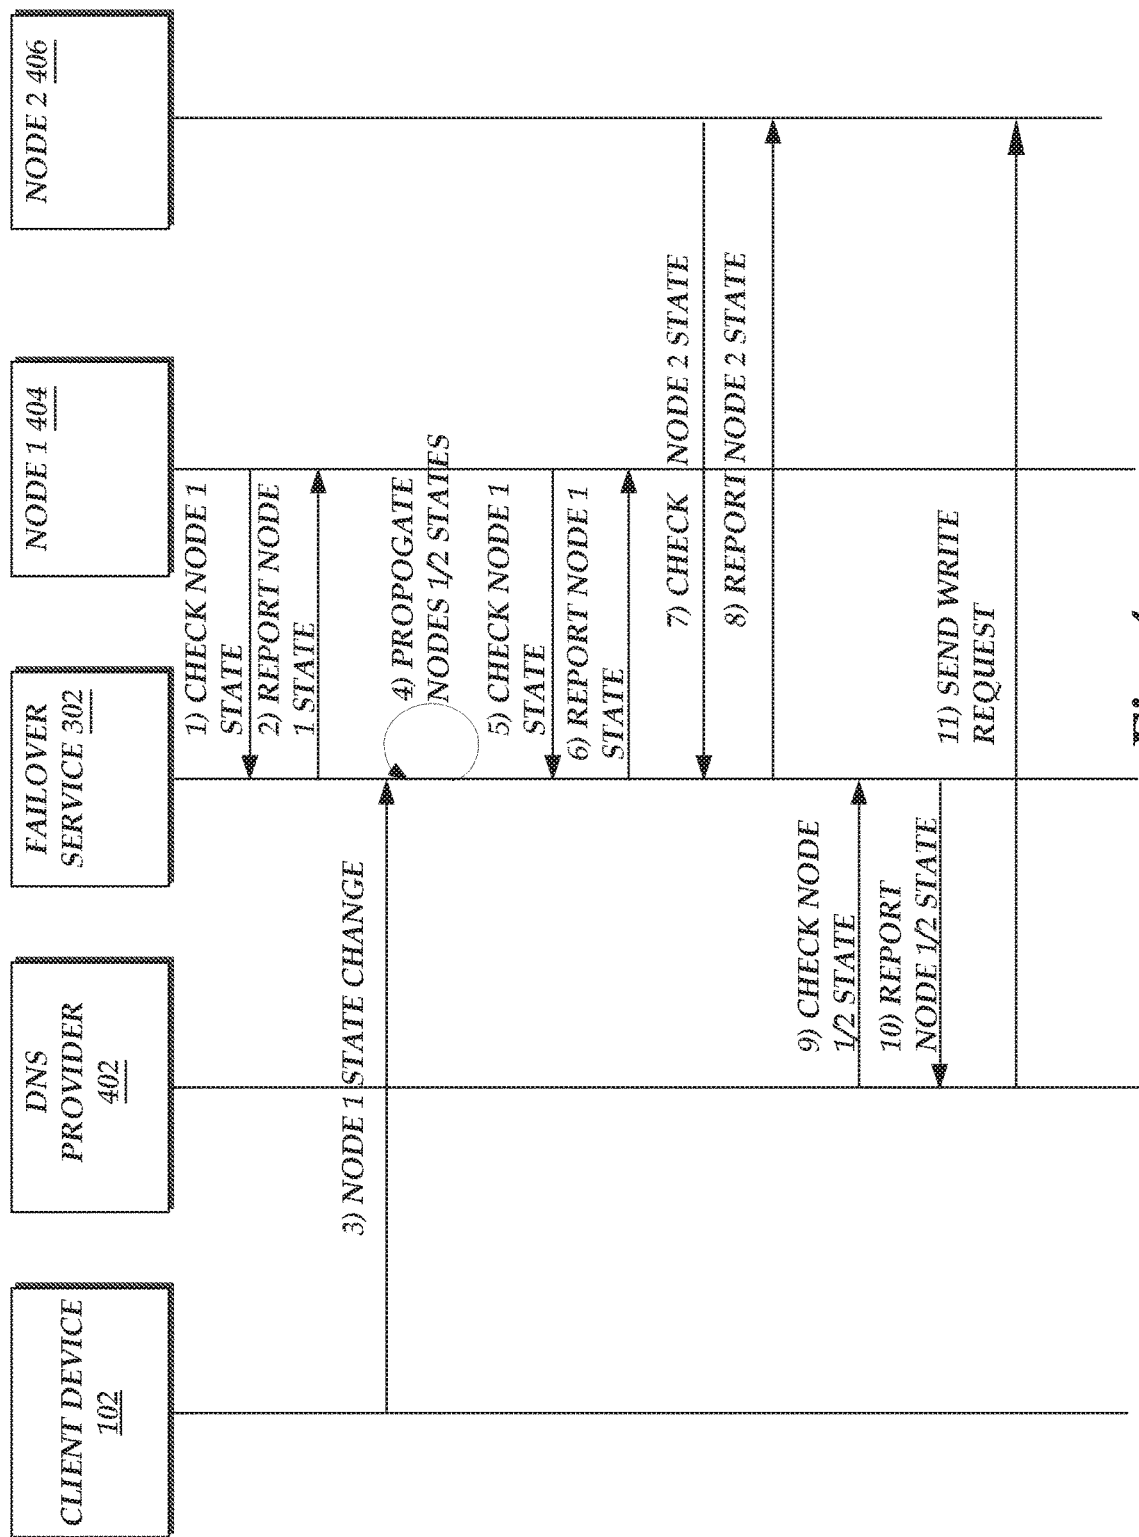 CLIENT DEVICE
102
DNS
PROVIDER
402
FAILOVER
SERVICE 302
NODE 1 404
NODE 2 406
1) CHECK NODE 1
STATE
2) REPORT NODE
1 STATE
3) NODE 1 STATE CHANGE
4) PROPOGATE
NODES 1/2 STATES
5) CHECK NODE 1
STATE
6) REPORT NODE 1
STATE
7) CHECK NODE 2 STATE
8) REPORT NODE 2 STATE
9) CHECK NODE
1/2 STATE
10) REPORT
NODE 1/2 STATE
11) SEND WRITE
REQUEST